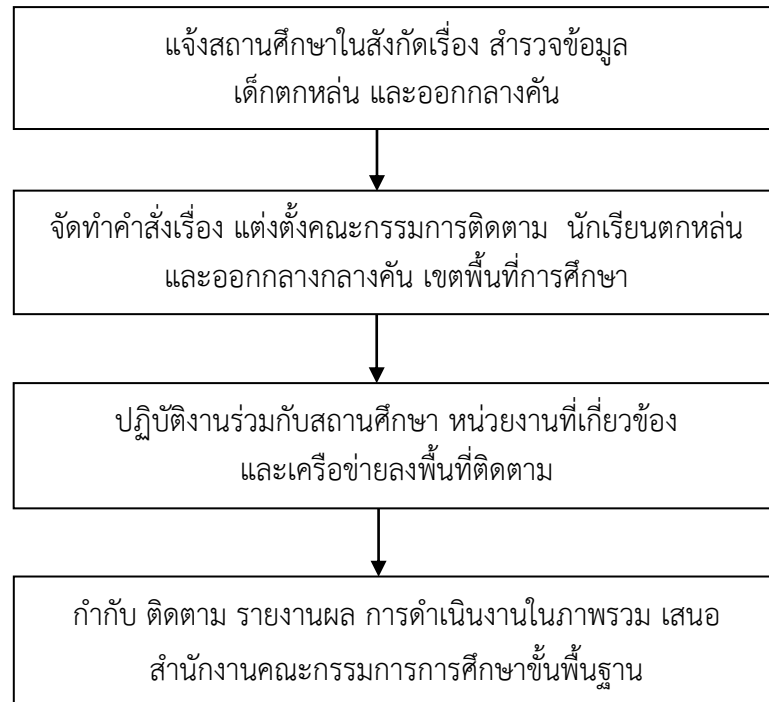 แจ้งสถานศึกษาในสังกัดเรื่อง สำรวจข้อมูล
เด็กตกหล่น และออกกลางคัน
จัดทำคำสั่งเรื่อง แต่งตั้งคณะกรรมการติดตาม นักเรียนตกหล่น
และออกกลางกลางคัน เขตพื้นที่การศึกษา
ปฏิบัติงานร่วมกับสถานศึกษา หน่วยงานที่เกี่ยวข้อง
และเครือข่ายลงพื้นที่ติดตาม
กำกับ ติดตาม รายงานผล การดำเนินงานในภาพรวม เสนอ
สำนักงานคณะกรรมการการศึกษาขั้นพื้นฐาน